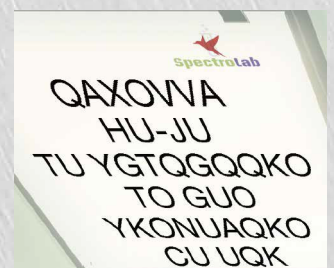 SpectroLab
QAXOVVA
HU-JU
TU YGTQGQQKO
TO GUO
YKONUAQKO
CU UQK